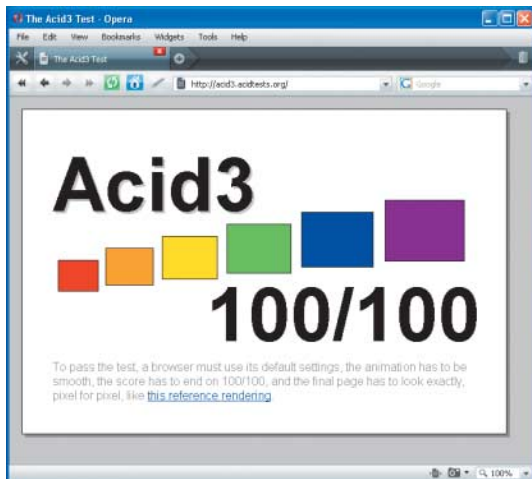 The Acid3 Test - Opera
File Edit View Bookmarks Widgets Tools Help
The Acid3 Test
http://acid3.acidtests.org/ Google
Acid3
100/100
To pass the test, a browser must use its default settings, the animation has to be
smooth, the score has to end on 100/100, and the final page has to look exactly,
pixel for pixel, like this reference rendering.
100%